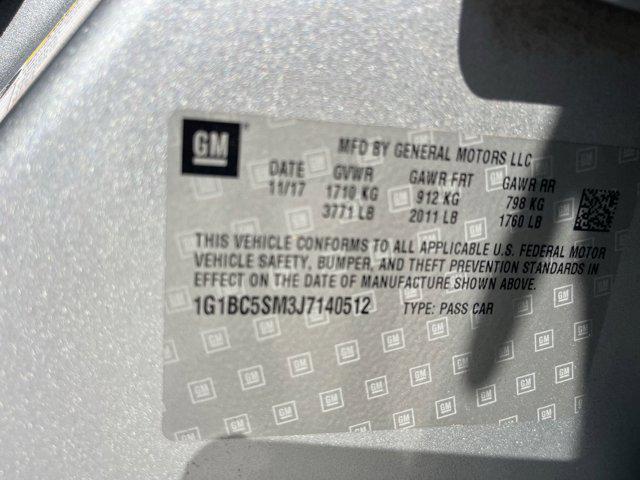 GM
MFD BY GENERAL MOTORS LLC
DATE GVWR GAWR FRT GAWR RR
11/17 1710 KG 912 KG 798 KG
3771 LB 2011 LB 1760 LB
THIS VEHICLE CONFORMS TO ALL APPLICABLE U.S. FEDERAL MOTOR
VEHICLE SAFETY, BUMPER, AND THEFT PREVENTION STANDARDS IN
EFFECT ON THE DATE OF MANUFACTURE SHOWN ABOVE.
1G1BC5SM3J7140512 TYPE: PASS CAR